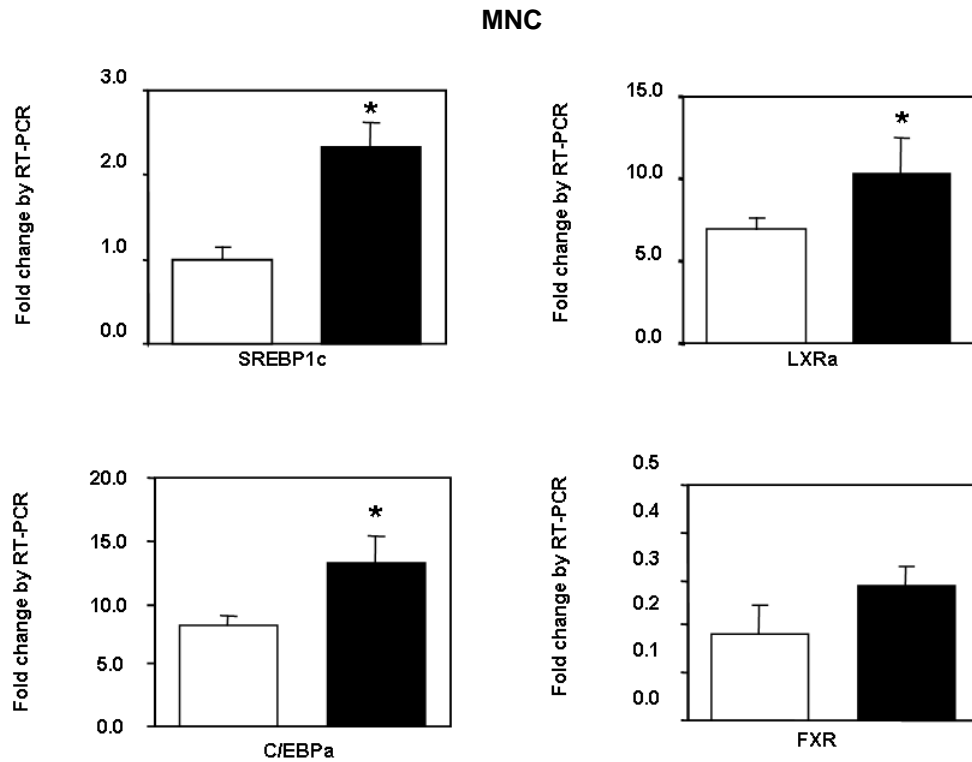 MNC
Fold change by RT-PCR
3.0
2.0
1.0
0.0
*
SREBP1c
Fold change by RT-PCR
15.0
10.0
5.0
0.0
*
LXRa
Fold change by RT-PCR
20.0
15.0
10.0
5.0
0.0
*
C/EBPa
Fold change by RT-PCR
0.5
0.4
0.3
0.2
0.1
0.0
FXR